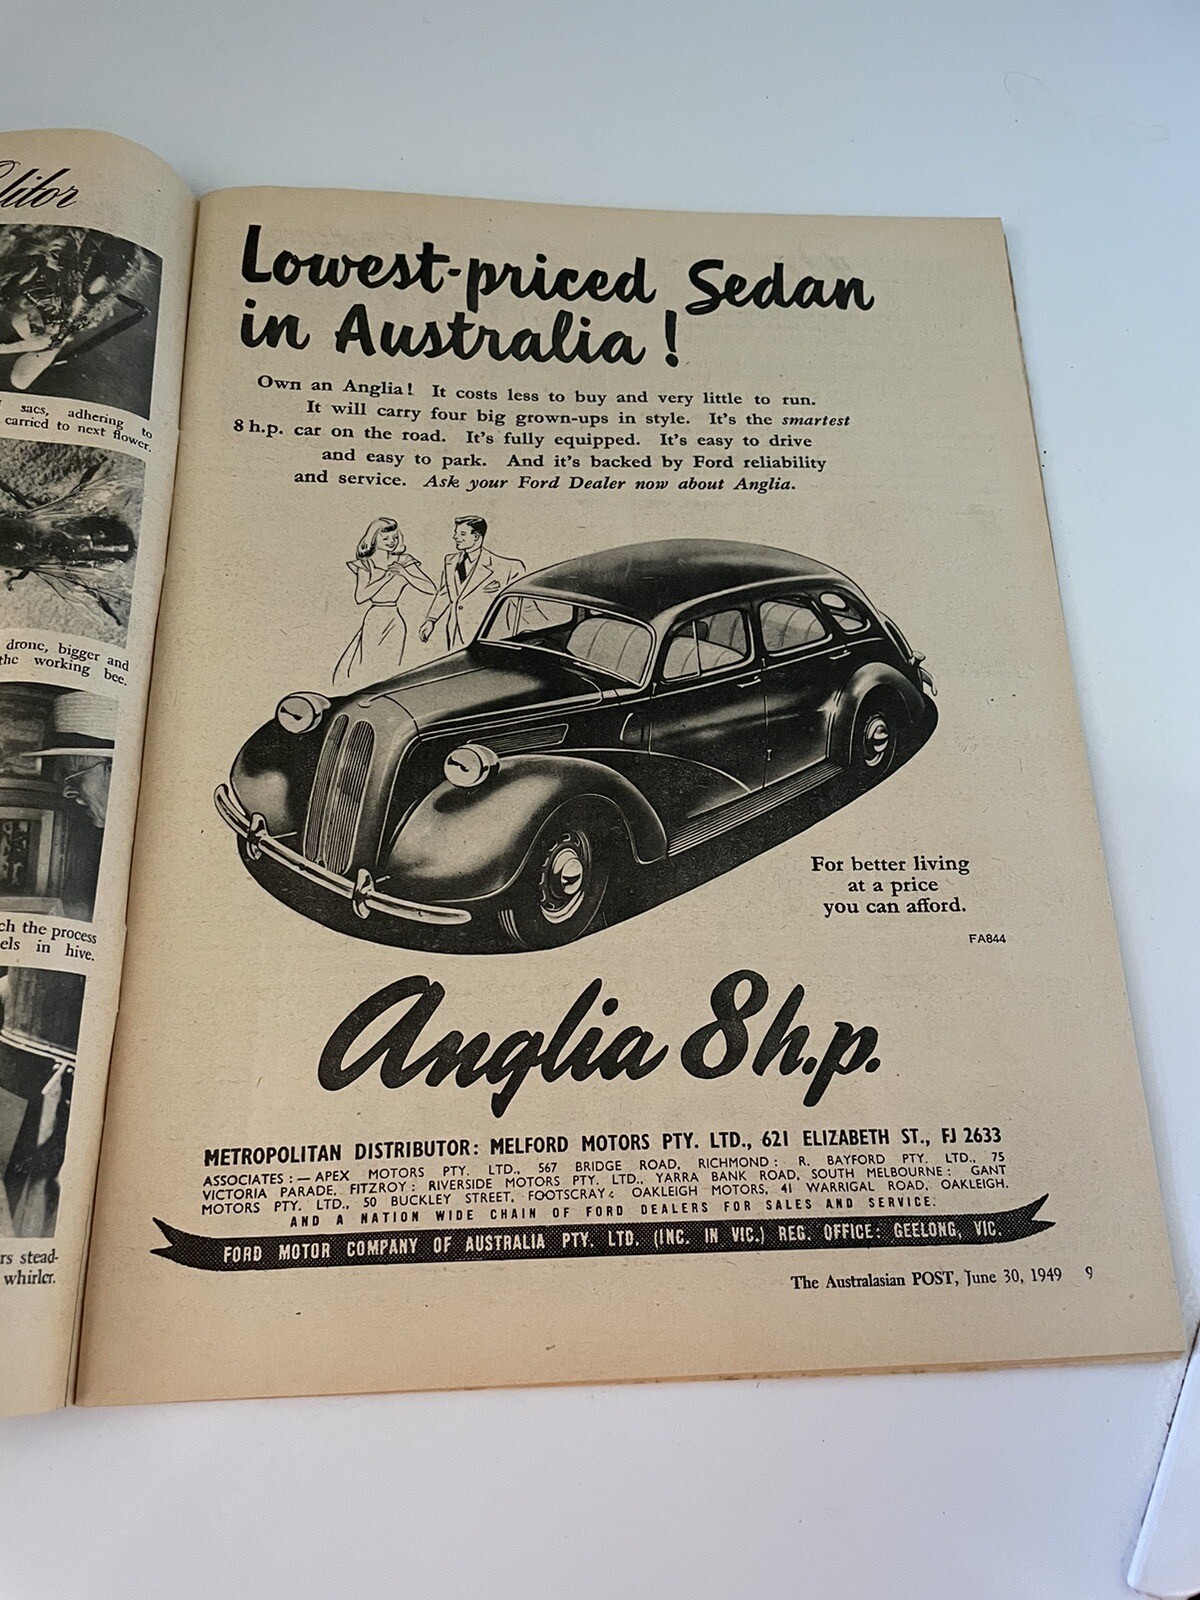 ditor
sacs, adhering to
carried to next flower.
drone, bigger and
the working bee.
ch the process
els in hive.
rs stead-
whirler.
Lowest-priced Sedan
in Australia!
Own an Anglia! It costs less to buy and very little to run.
It will carry four big grown-ups in style. It's the smartest
8 h.p. car on the road. It's fully equipped. It's easy to drive
and easy to park. And it's backed by Ford reliability
and service. Ask your Ford Dealer now about Anglia.
For better living
at a price
you can afford.
FA844
Anglia 8h.p.
METROPOLITAN DISTRIBUTOR: MELFORD MOTORS PTY. LTD., 621 ELIZABETH ST., FJ 2633
ASSOCIATES:— APEX MOTORS PTY. LTD., 567 BRIDGE ROAD, RICHMOND: R. BAYFORD PTY. LTD., 75
VICTORIA PARADE, FITZROY: RIVERSIDE MOTORS PTY. LTD., YARRA BANK ROAD, SOUTH MELBOURNE: GANT
MOTORS PTY. LTD., 50 BUCKLEY STREET, FOOTSCRAY: OAKLEIGH MOTORS, 41 WARRIGAL ROAD, OAKLEIGH.
AND A NATION WIDE CHAIN OF FORD DEALERS FOR SALES AND SERVICE.
FORD MOTOR COMPANY OF AUSTRALIA PTY. LTD. (INC. IN VIC.) REG. OFFICE: GEELONG, VIC.
The Australasian POST, June 30, 1949 9